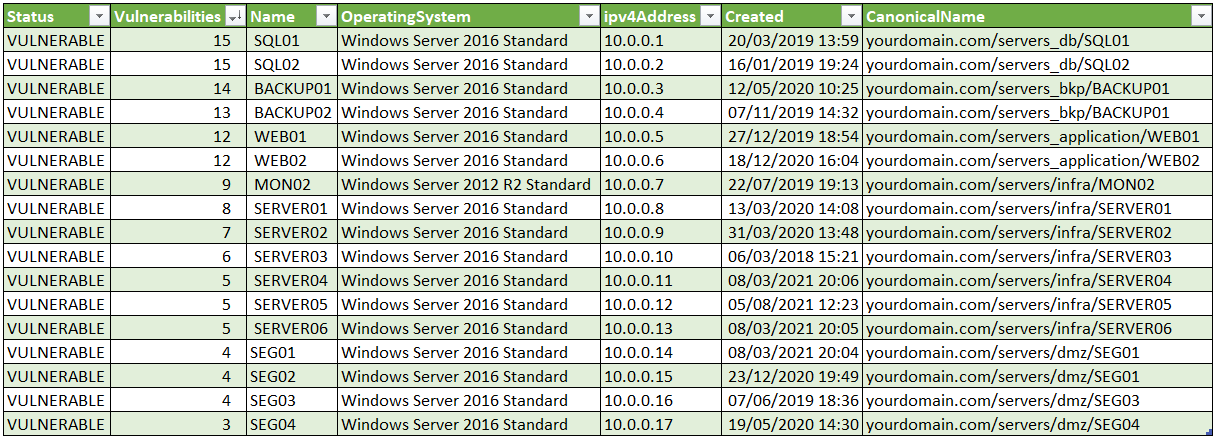 Status Vulnerabilities Name OperatingSystem ipv4Address Created CanonicalName
VULNERABLE 15 SQL01 Windows Server 2016 Standard 10.0.0.1 20/03/2019 13:59 yourdomain.com/servers_db/SQL01
VULNERABLE 15 SQL02 Windows Server 2016 Standard 10.0.0.2 16/01/2019 19:24 yourdomain.com/servers_db/SQL02
VULNERABLE 14 BACKUP01 Windows Server 2016 Standard 10.0.0.3 12/05/2020 10:25 yourdomain.com/servers_bkp/BACKUP01
VULNERABLE 13 BACKUP02 Windows Server 2016 Standard 10.0.0.4 07/11/2019 14:32 yourdomain.com/servers_bkp/BACKUP01
VULNERABLE 12 WEB01 Windows Server 2016 Standard 10.0.0.5 27/12/2019 18:54 yourdomain.com/servers_application/WEB01
VULNERABLE 12 WEB02 Windows Server 2016 Standard 10.0.0.6 18/12/2020 16:04 yourdomain.com/servers_application/WEB02
VULNERABLE 9 MON02 Windows Server 2012 R2 Standard 10.0.0.7 22/07/2019 19:13 yourdomain.com/servers/infra/MON02
VULNERABLE 8 SERVER01 Windows Server 2016 Standard 10.0.0.8 13/03/2020 14:08 yourdomain.com/servers/infra/SERVER01
VULNERABLE 7 SERVER02 Windows Server 2016 Standard 10.0.0.9 31/03/2020 13:48 yourdomain.com/servers/infra/SERVER02
VULNERABLE 6 SERVER03 Windows Server 2016 Standard 10.0.0.10 06/03/2018 15:21 yourdomain.com/servers/infra/SERVER03
VULNERABLE 5 SERVER04 Windows Server 2016 Standard 10.0.0.11 08/03/2021 20:06 yourdomain.com/servers/infra/SERVER04
VULNERABLE 5 SERVER05 Windows Server 2016 Standard 10.0.0.12 05/08/2021 12:23 yourdomain.com/servers/infra/SERVER05
VULNERABLE 5 SERVER06 Windows Server 2016 Standard 10.0.0.13 08/03/2021 20:05 yourdomain.com/servers/infra/SERVER06
VULNERABLE 4 SEG01 Windows Server 2016 Standard 10.0.0.14 08/03/2021 20:04 yourdomain.com/servers/dmz/SEG01
VULNERABLE 4 SEG02 Windows Server 2016 Standard 10.0.0.15 23/12/2020 19:49 yourdomain.com/servers/dmz/SEG01
VULNERABLE 4 SEG03 Windows Server 2016 Standard 10.0.0.16 07/06/2019 18:36 yourdomain.com/servers/dmz/SEG03
VULNERABLE 3 SEG04 Windows Server 2016 Standard 10.0.0.17 19/05/2020 14:30 yourdomain.com/servers/dmz/SEG04